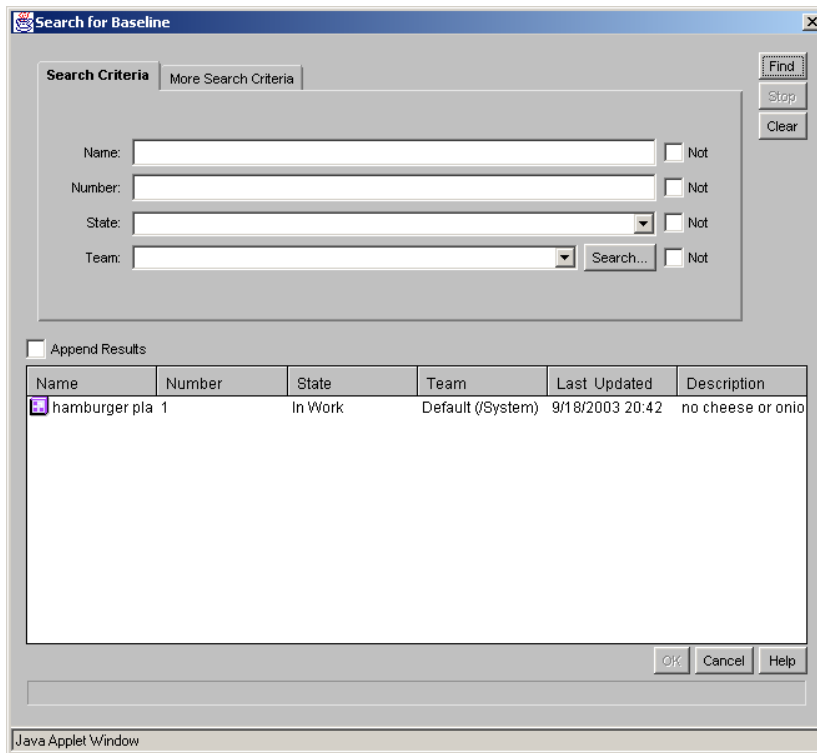 Search for Baseline
Find
Search Criteria More Search Criteria
Stop
Clear
Name: Not
Number: Not
State: Not
Team: Search... Not
Append Results
Name Number State Team Last Updated Description
hamburger pla 1 In Work Default (/System) 9/18/2003 20:42 no cheese or onio
OK Cancel Help
Java Applet Window